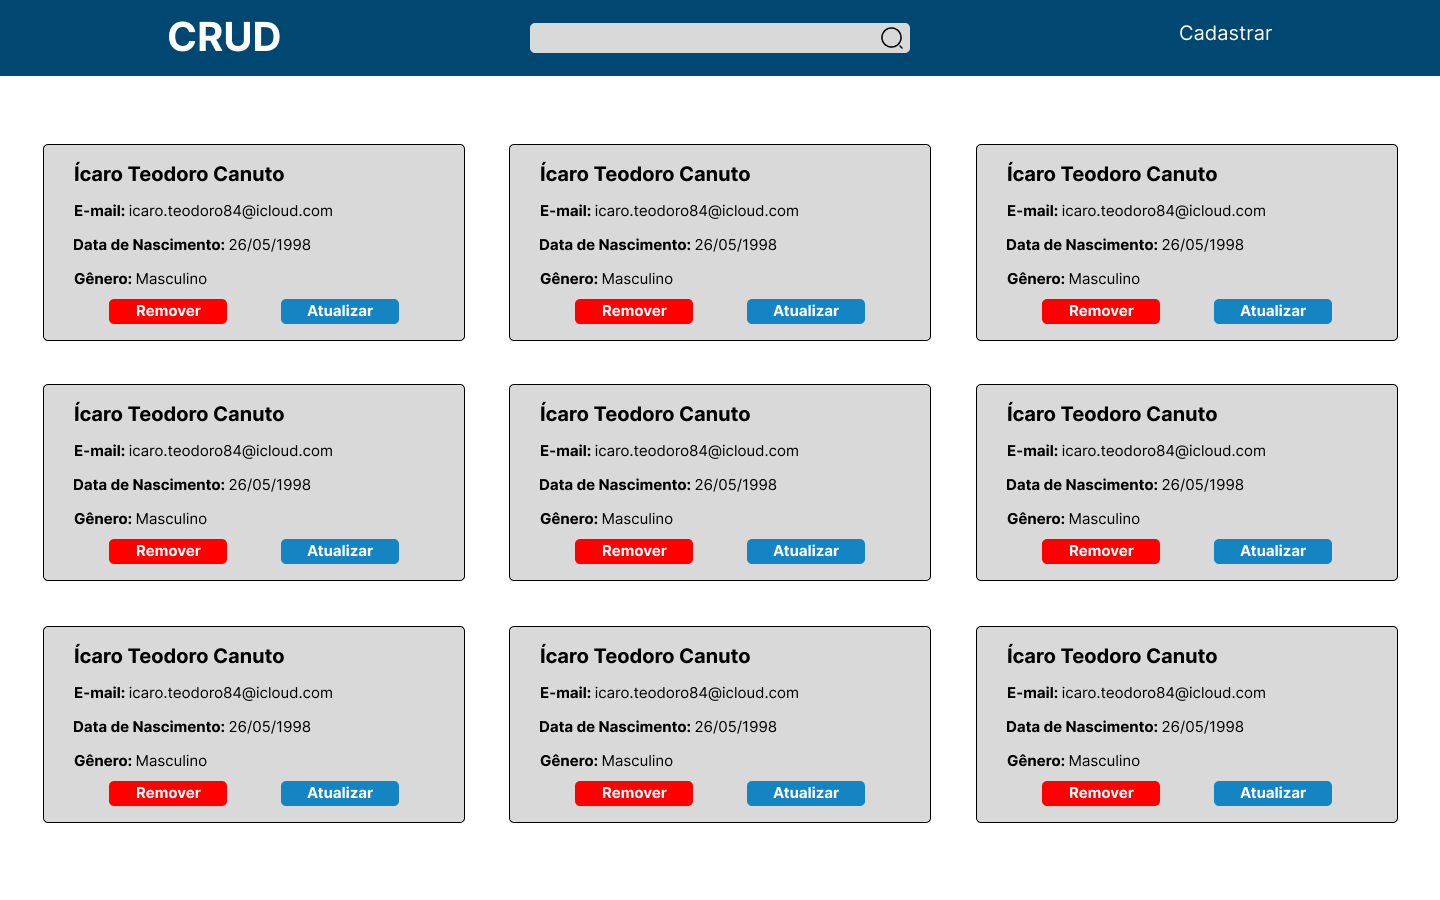 CRUD
Cadastrar
Ícaro Teodoro Canuto
E-mail: icaro.teodoro84@icloud.com
Data de Nascimento: 26/05/1998
Gênero: Masculino
Remover Atualizar
Ícaro Teodoro Canuto
E-mail: icaro.teodoro84@icloud.com
Data de Nascimento: 26/05/1998
Gênero: Masculino
Remover Atualizar
Ícaro Teodoro Canuto
E-mail: icaro.teodoro84@icloud.com
Data de Nascimento: 26/05/1998
Gênero: Masculino
Remover Atualizar
Ícaro Teodoro Canuto
E-mail: icaro.teodoro84@icloud.com
Data de Nascimento: 26/05/1998
Gênero: Masculino
Remover Atualizar
Ícaro Teodoro Canuto
E-mail: icaro.teodoro84@icloud.com
Data de Nascimento: 26/05/1998
Gênero: Masculino
Remover Atualizar
Ícaro Teodoro Canuto
E-mail: icaro.teodoro84@icloud.com
Data de Nascimento: 26/05/1998
Gênero: Masculino
Remover Atualizar
Ícaro Teodoro Canuto
E-mail: icaro.teodoro84@icloud.com
Data de Nascimento: 26/05/1998
Gênero: Masculino
Remover Atualizar
Ícaro Teodoro Canuto
E-mail: icaro.teodoro84@icloud.com
Data de Nascimento: 26/05/1998
Gênero: Masculino
Remover Atualizar
Ícaro Teodoro Canuto
E-mail: icaro.teodoro84@icloud.com
Data de Nascimento: 26/05/1998
Gênero: Masculino
Remover Atualizar